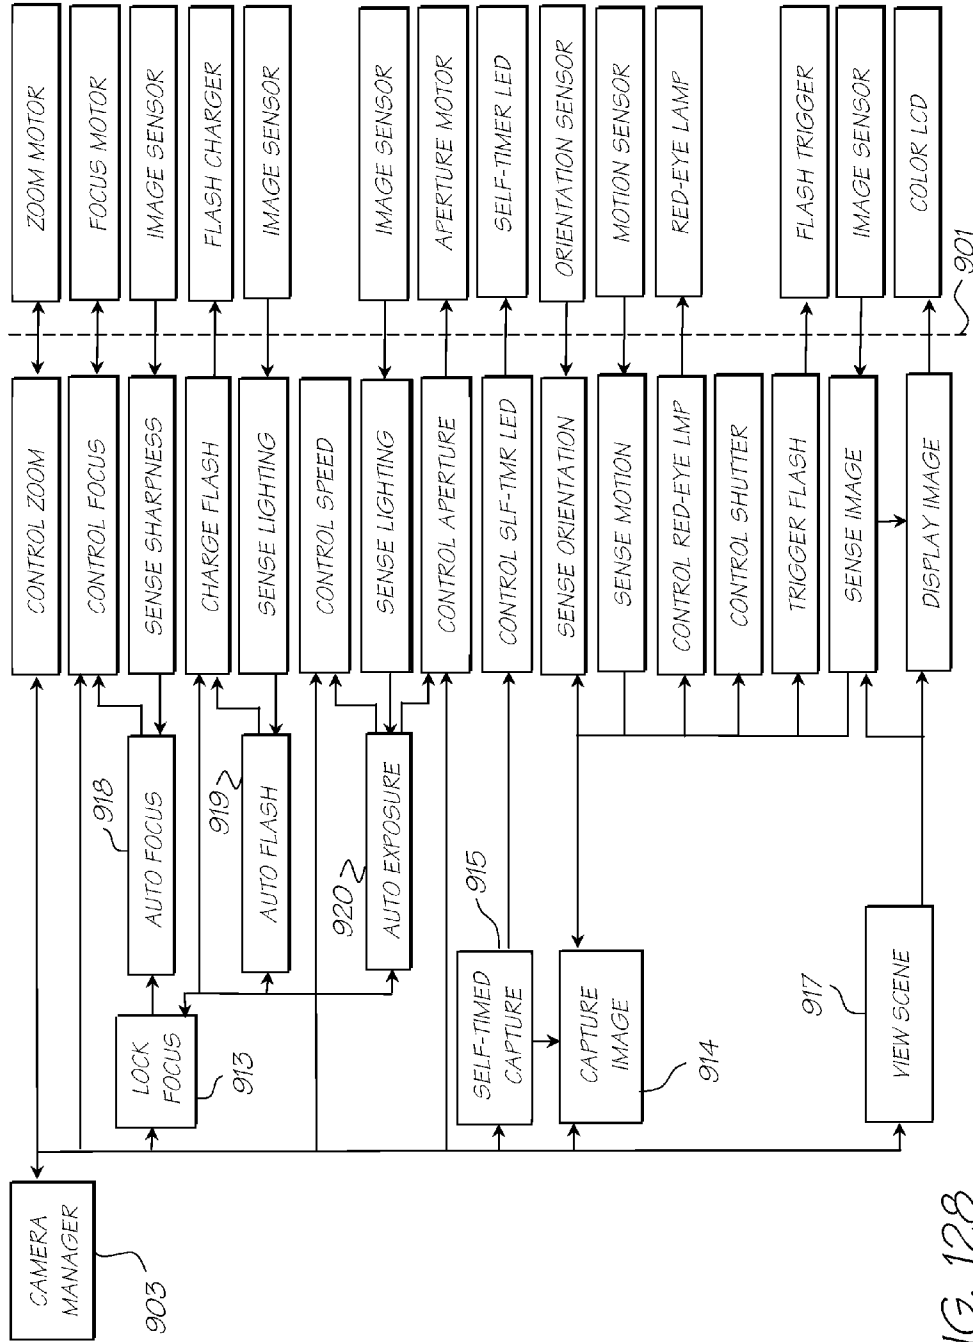 CAMERA
MANAGER
903
LOCK
FOCUS
913
SELF-TIMED
CAPTURE
915
CAPTURE
IMAGE
914
VIEW SCENE
917
AUTO FOCUS
918
AUTO FLASH
919
AUTO EXPOSURE
920
CONTROL ZOOM
CONTROL FOCUS
SENSE SHARPNESS
CHARGE FLASH
SENSE LIGHTING
CONTROL SPEED
SENSE LIGHTING
CONTROL APERTURE
CONTROL SLF-TMR LED
SENSE ORIENTATION
SENSE MOTION
CONTROL RED-EYE LMP
CONTROL SHUTTER
TRIGGER FLASH
SENSE IMAGE
DISPLAY IMAGE
ZOOM MOTOR
FOCUS MOTOR
IMAGE SENSOR
FLASH CHARGER
IMAGE SENSOR
IMAGE SENSOR
APERTURE MOTOR
SELF-TIMER LED
ORIENTATION SENSOR
MOTION SENSOR
RED-EYE LAMP
FLASH TRIGGER
IMAGE SENSOR
COLOR LCD
901
128